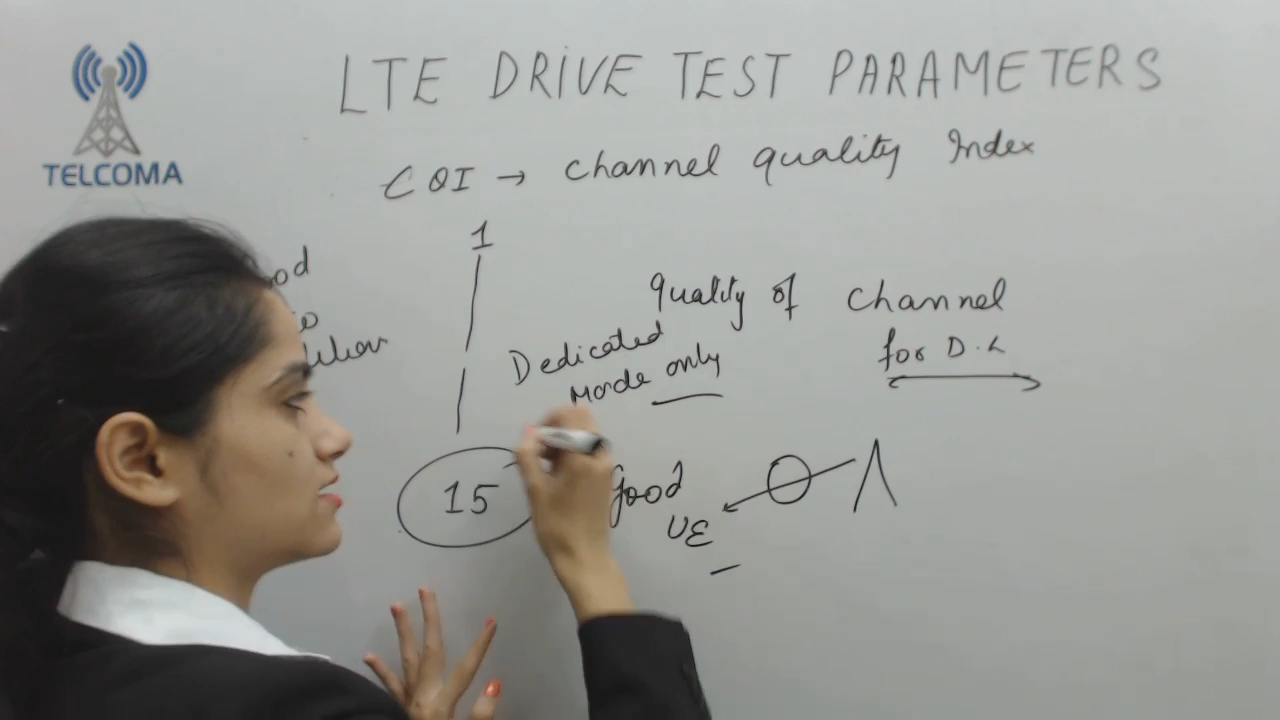 LTE DRIVE TEST PARAMETERS
TELCOMA
CQI → Channel quality Index
1
Quality of Channel
for D.L
Dedicated
Mode only
15
Good
UE